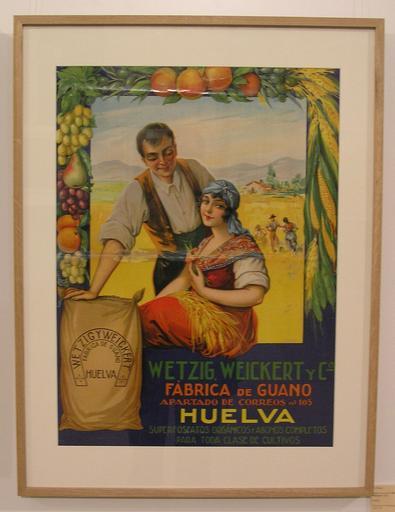 WETZIG Y WEICKERT
FÁBRICA DE GUANO
HUELVA
WETZIG, WEICKERT Y Cª
FÁBRICA DE GUANO
APARTADO DE CORREOS nº 105
HUELVA
SUPERFOSFATOS ORGÁNICOS Y ABONOS COMPLETOS
PARA TODA CLASE DE CULTIVOS